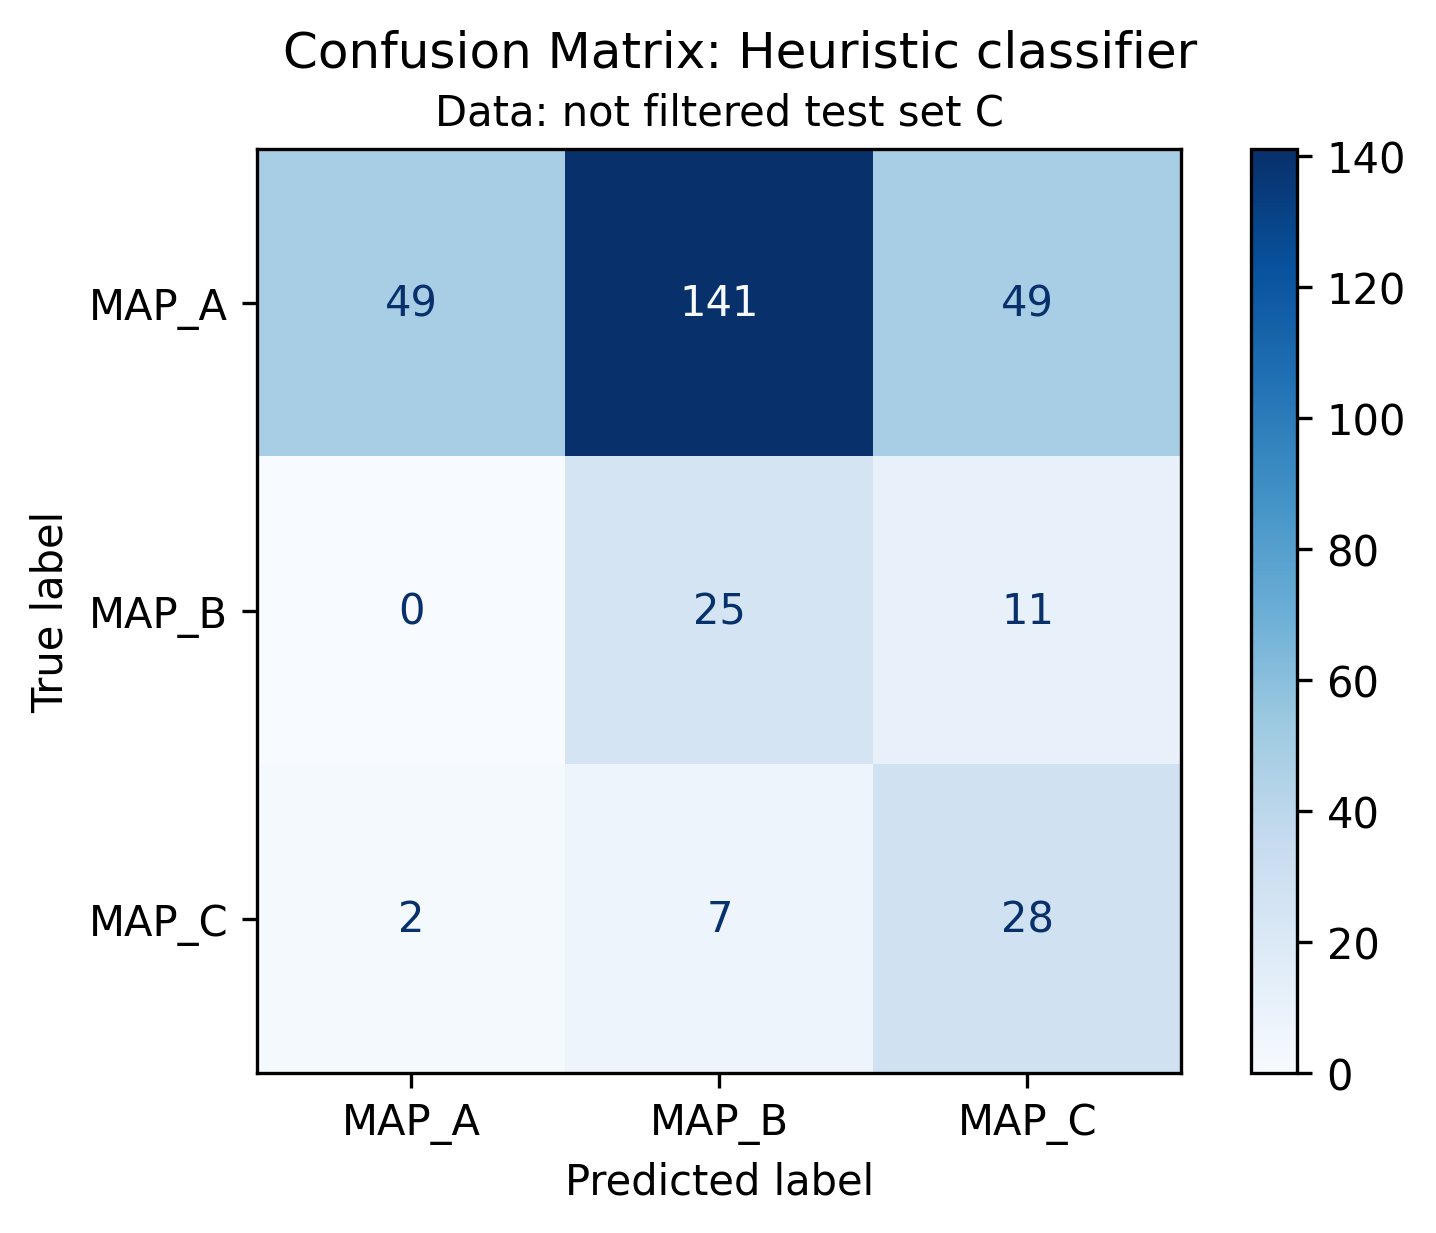 Confusion Matrix: Heuristic classifier
Data: not filtered test set C
True label
MAP_A 49 141 49
MAP_B 0 25 11
MAP_C 2 7 28
MAP_A MAP_B MAP_C
Predicted label
140
120
100
80
60
40
20
0